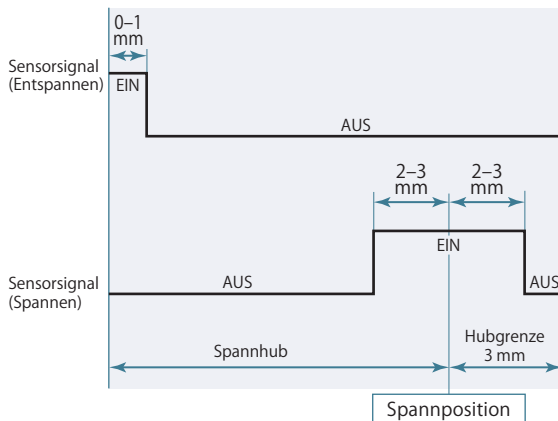 0–1
mm
Sensorsignal
(Entspannen)
EIN
AUS
2–3
mm
2–3
mm
EIN
Sensorsignal
(Spannen)
AUS
AUS
Spannhub
Hubgrenze
3 mm
Spannposition